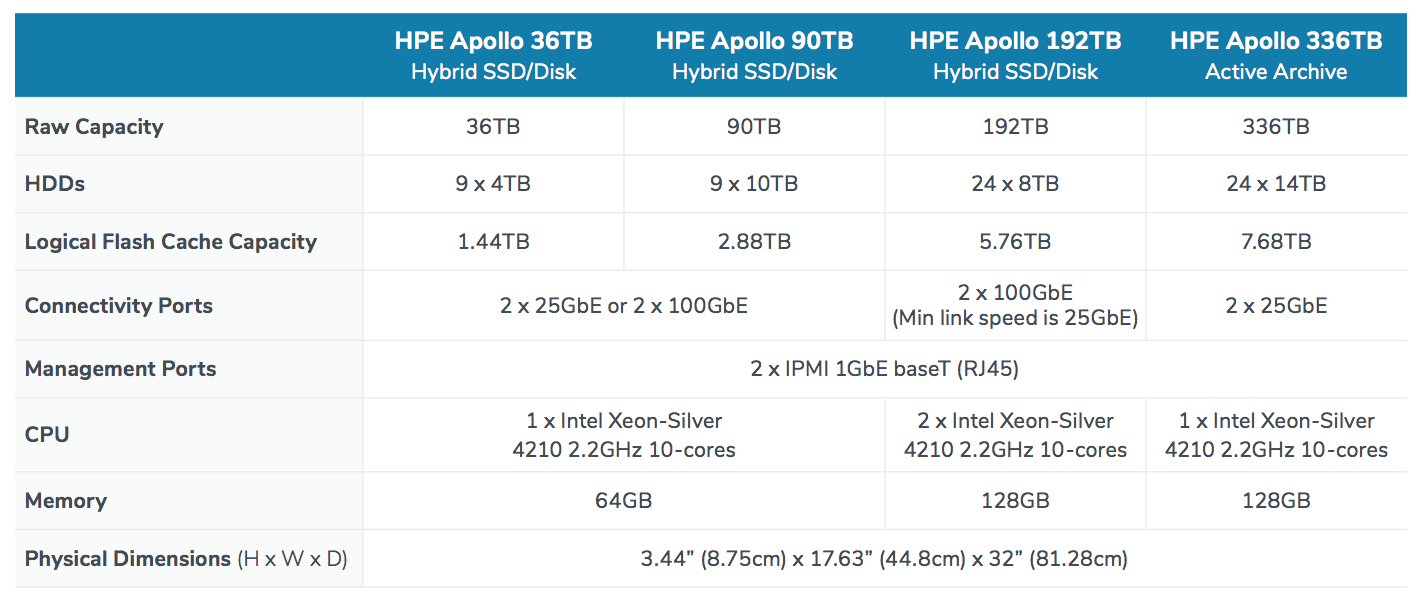 HPE Apollo 36TB HPE Apollo 90TB HPE Apollo 192TB HPE Apollo 336TB
Hybrid SSD/Disk Hybrid SSD/Disk Hybrid SSD/Disk Active Archive
Raw Capacity 36TB 90TB 192TB 336TB
HDDs 9 x 4TB 9 x 10TB 24 x 8TB 24 x 14TB
Logical Flash Cache Capacity 1.44TB 2.88TB 5.76TB 7.68TB
Connectivity Ports 2 x 25GbE or 2 x 100GbE 2 x 100GbE 2 x 25GbE
(Min link speed is 25GbE)
Management Ports 2 x IPMI 1GbE baseT (RJ45)
CPU 1 x Intel Xeon-Silver 2 x Intel Xeon-Silver 1 x Intel Xeon-Silver
4210 2.2GHz 10-cores 4210 2.2GHz 10-cores 4210 2.2GHz 10-cores
Memory 64GB 128GB 128GB
Physical Dimensions (H x W x D) 3.44” (8.75cm) x 17.63” (44.8cm) x 32” (81.28cm)